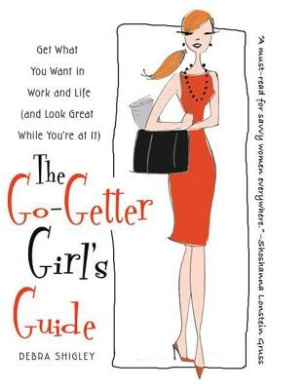 Get What
You Want in
Work and Life
(and Look Great
While You're at It)
The
Go-Getter
Girl's
Guide
DEBRA SHIGLEY
"A must-read for savvy women everywhere."—Shoshanna Lonstein Gruss